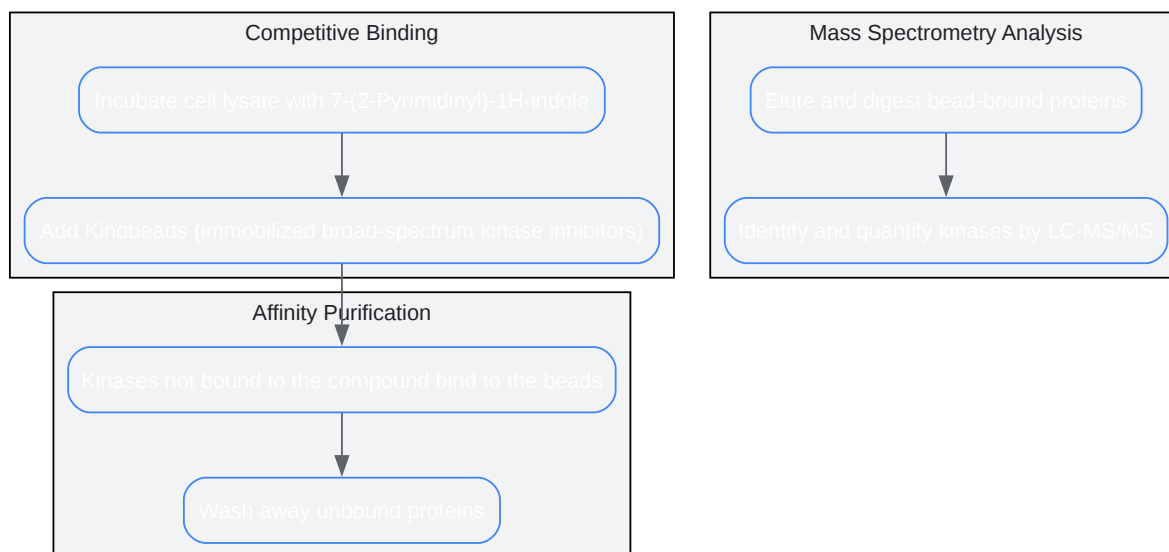 Competitive Binding
Incubate cell lysate with 7-(2-Pyrimidinyl)-1H-indole
Add Kinobeads (immobilized broad-spectrum kinase inhibitors)
Affinity Purification
Kinases not bound to the compound bind to the beads
Wash away unbound proteins
Mass Spectrometry Analysis
Elute and digest bead-bound proteins
Identify and quantify kinases by LC-MS/MS